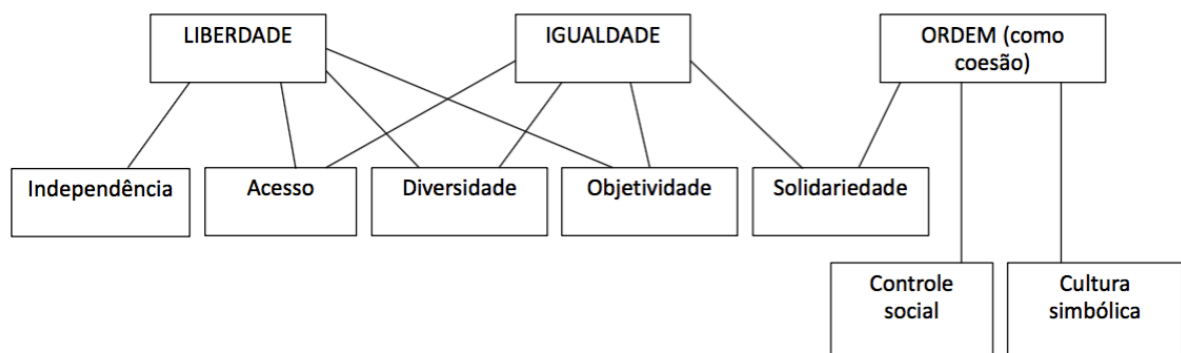 LIBERDADE
IGUALDADE
ORDEM (como
coesão)
Independência
Acesso
Diversidade
Objetividade
Solidariedade
Controle
social
Cultura
simbólica